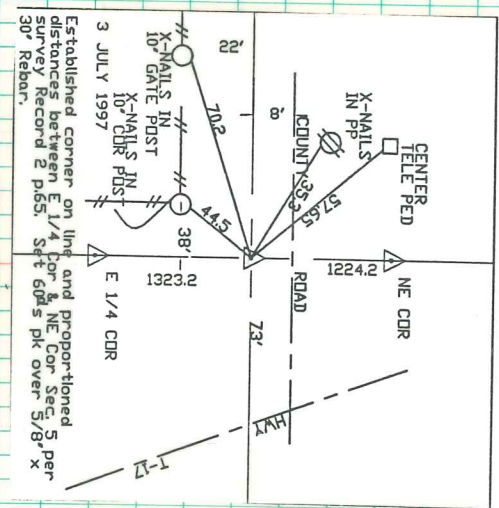 CENTER
TELE PED
X-NAILS
IN PP
NE COR
57.65
35.3
1224.2
COUNTY
ROAD
8'
22'
73'
HWY
T-17
70.2
44.5
38'
1323.2
X-NAILS IN
10" GATE POST
X-NAILS IN
10" COR POST
E 1/4 COR
3 JULY 1997
Established corner on line and proportioned
distances between E 1/4 Cor & NE Cor Sec. 5 per
survey Record 2 p.65. Set 60d's pk over 5/8" x
30" Rebar.